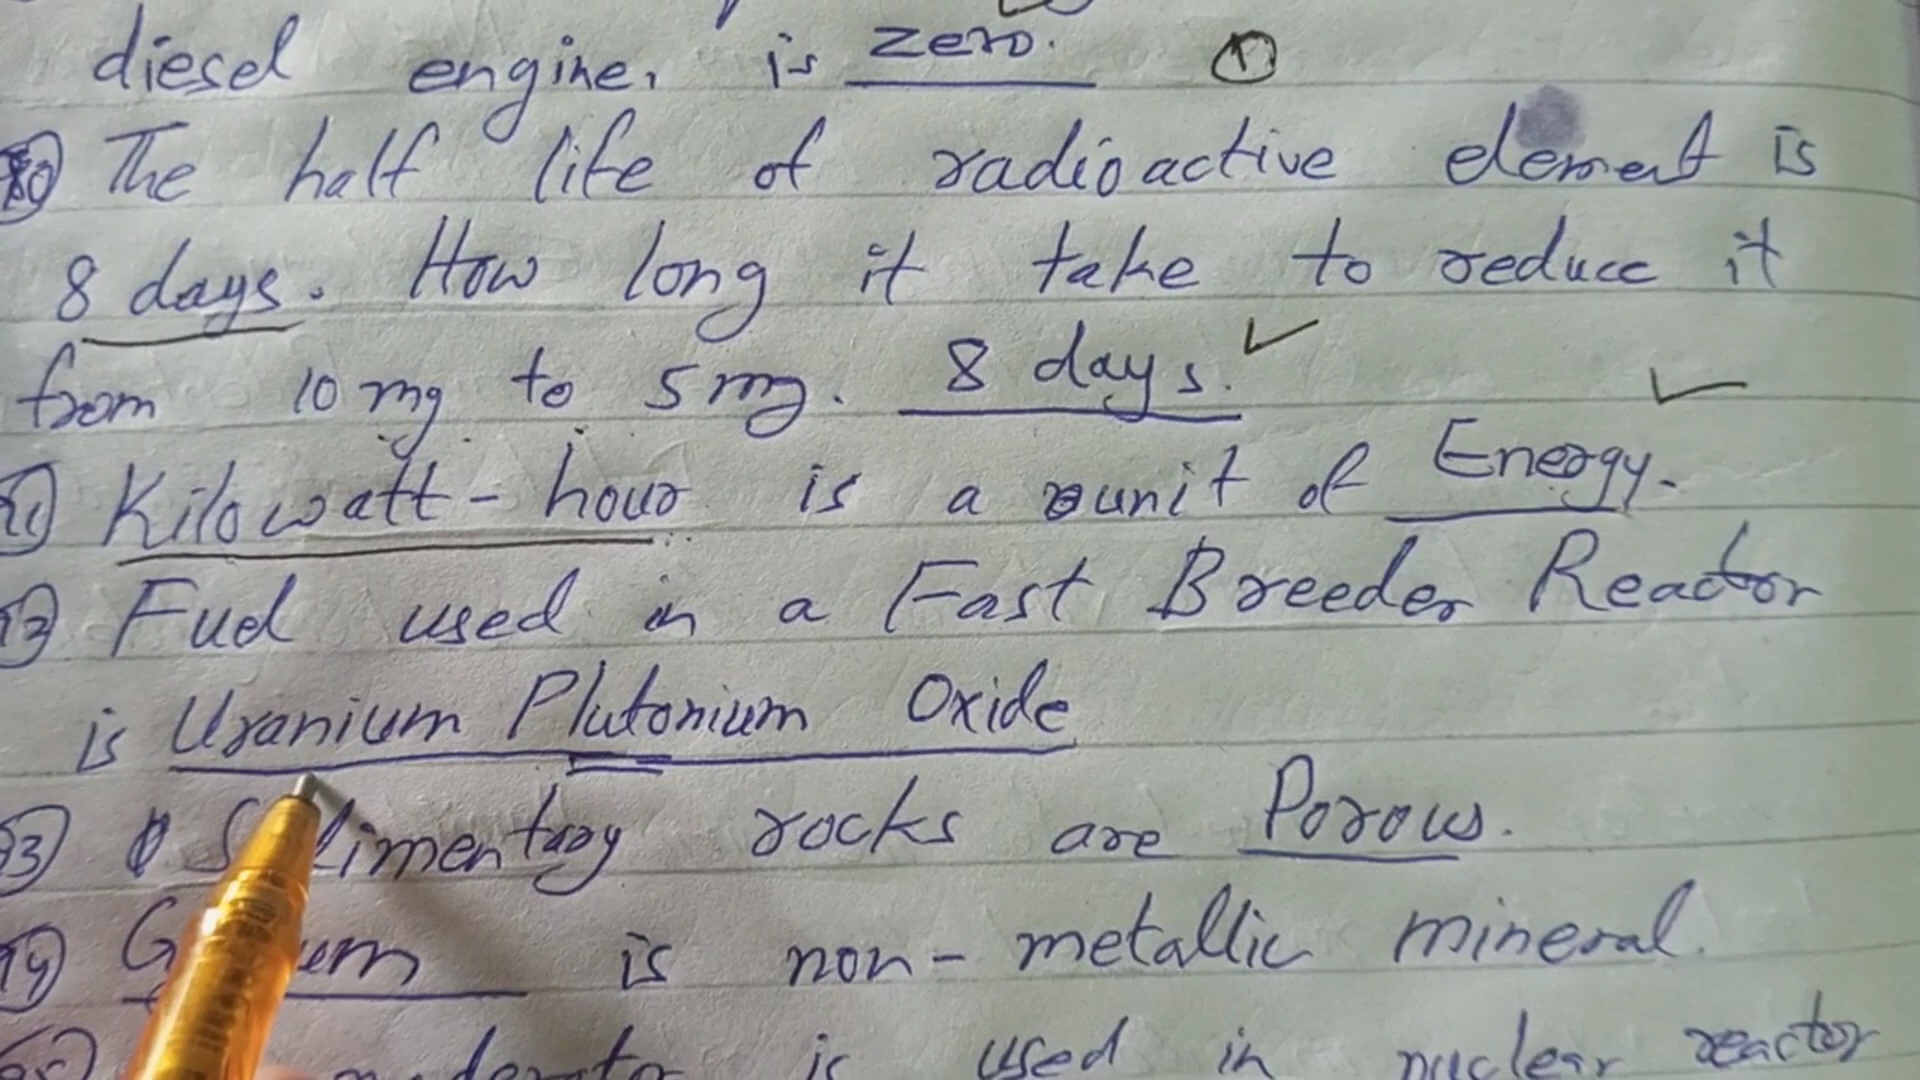 diesel engine, is zero.
The half life of radioactive element is
8 days. How long it take to reduce it
from 10 mg to 5 mg. 8 days.
Kilowatt-hour is a unit of Energy.
Fuel used in a Fast Breeder Reactor
is Uranium Plutonium Oxide
rocks are Porous.
is non-metallic mineral.
is used in nuclear reactor